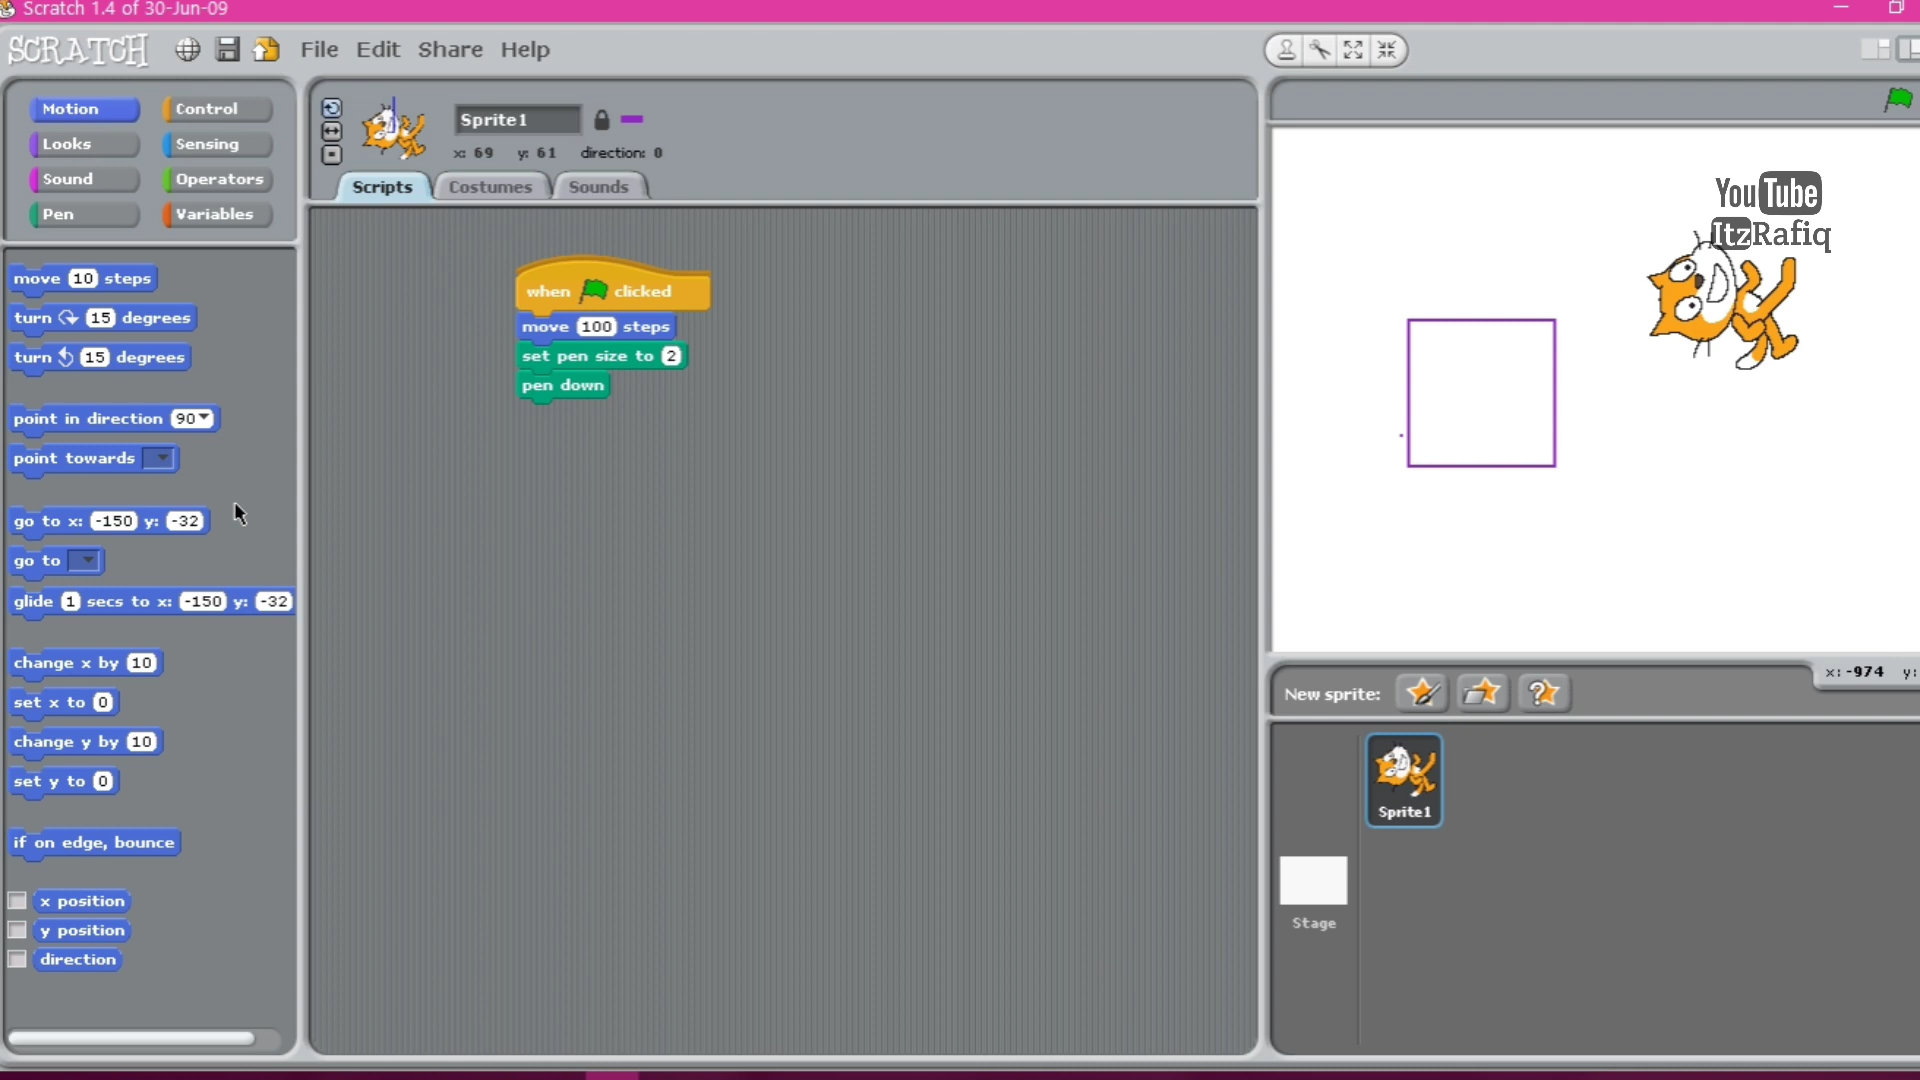 Scratch 1.4 of 30-Jun-09
SCRATCH File Edit Share Help
Motion Control
Looks Sensing
Sound Operators
Pen Variables
Sprite1
x: 69 y: 61 direction: 0
Scripts Costumes Sounds
move 10 steps
turn 15 degrees
turn 15 degrees
point in direction 90
point towards
go to x: -150 y: -32
go to
glide 1 secs to x: -150 y: -32
change x by 10
set x to 0
change y by 10
set y to 0
if on edge, bounce
x position
y position
direction
when clicked
move 100 steps
set pen size to 2
pen down
YouTube
ItzRafiq
x: -974 y:
New sprite:
Sprite1
Stage